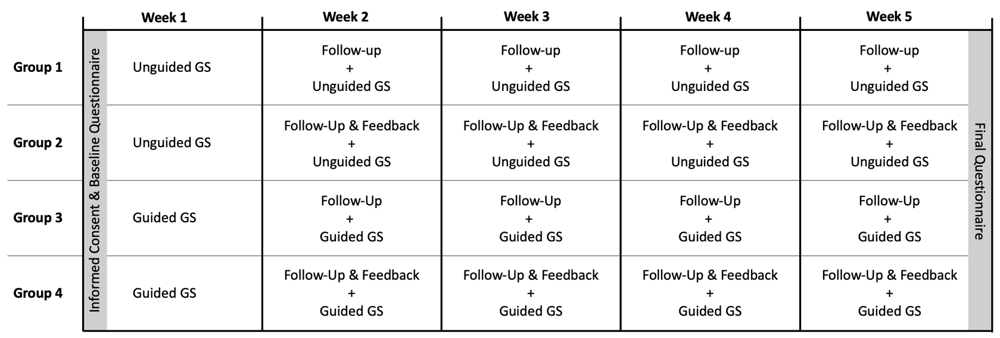 Week 1
Week 2
Week 3
Week 4
Week 5
Informed Consent & Baseline Questionnaire
Group 1
Unguided GS
Follow-up
+
Unguided GS
Follow-up
+
Unguided GS
Follow-up
+
Unguided GS
Follow-up
+
Unguided GS
Group 2
Unguided GS
Follow-Up & Feedback
+
Unguided GS
Follow-Up & Feedback
+
Unguided GS
Follow-Up & Feedback
+
Unguided GS
Follow-Up & Feedback
+
Unguided GS
Group 3
Guided GS
Follow-Up
+
Guided GS
Follow-Up
+
Guided GS
Follow-Up
+
Guided GS
Follow-Up
+
Guided GS
Group 4
Guided GS
Follow-Up & Feedback
+
Guided GS
Follow-Up & Feedback
+
Guided GS
Follow-Up & Feedback
+
Guided GS
Follow-Up & Feedback
+
Guided GS
Final Questionnaire